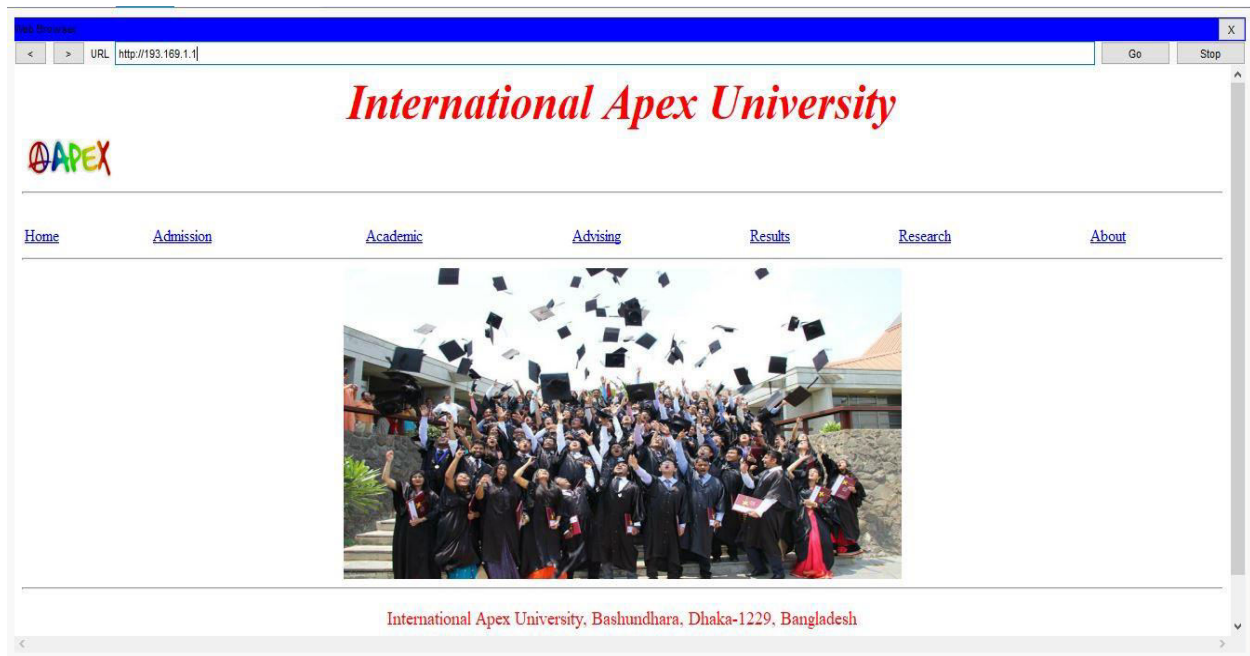 Web Browser
X
< > URL http://193.169.1.1 Go Stop
International Apex University
APEX
Home Admission Academic Advising Results Research About
International Apex University, Bashundhara, Dhaka-1229, Bangladesh